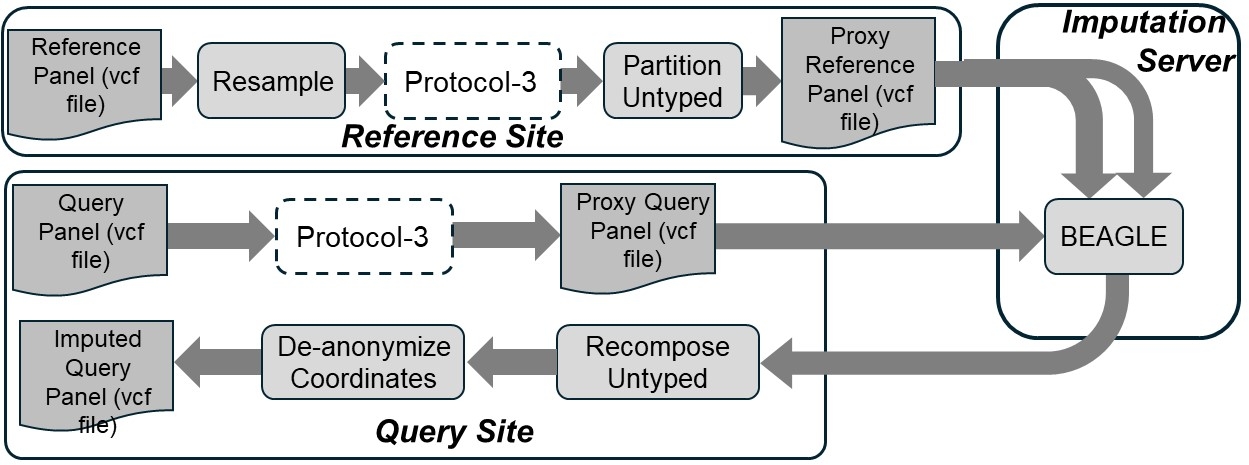 Reference
Panel (vcf
file)
Resample
Protocol-3
Partition
Untyped
Proxy
Reference
Panel (vcf
file)
Reference Site
Imputation
Server
Query
Panel (vcf
file)
Protocol-3
Proxy Query
Panel (vcf
file)
BEAGLE
Imputed
Query
Panel (vcf
file)
De-anonymize
Coordinates
Recompose
Untyped
Query Site